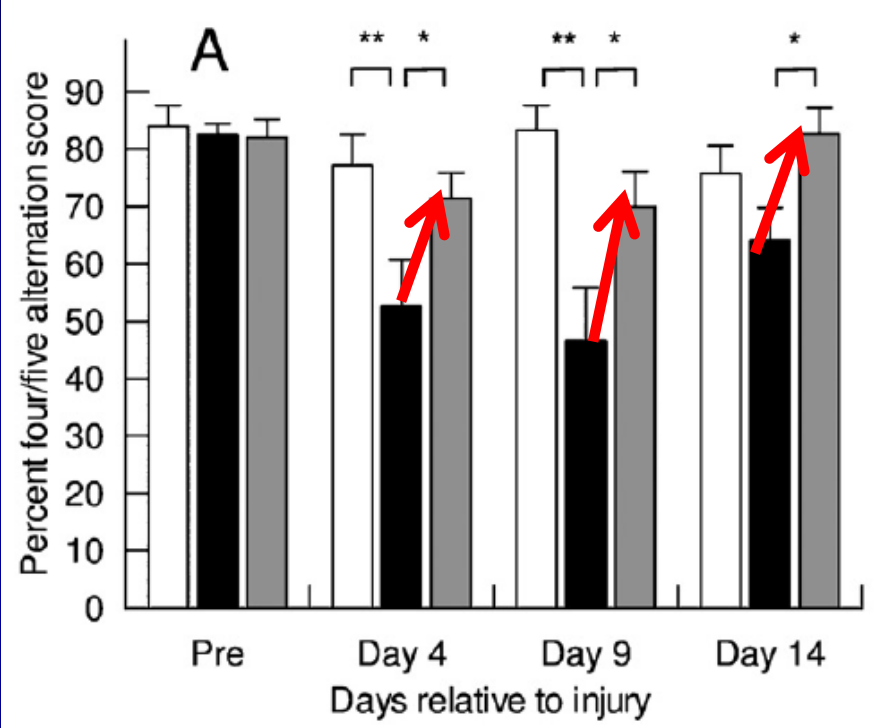 A
** *
** *
*
Percent four/five alternation score
90
80
70
60
50
40
30
20
10
0
Pre
Day 4
Day 9
Day 14
Days relative to injury